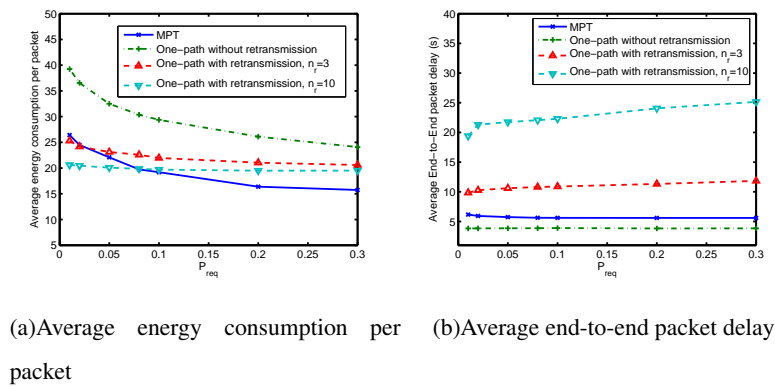 50
45
40
35
30
25
20
15
10
5
0
0.05
0.1
0.15
0.2
0.25
0.3
P_req
Average energy consumption per packet
MPT
One−path without retransmission
One−path with retransmission, n_r=3
One−path with retransmission, n_r=10
40
35
30
25
20
15
10
5
0
0.05
0.1
0.15
0.2
0.25
0.3
P_req
Average End−to−End packet delay (s)
MPT
One−path without retransmission
One−path with retransmission, n_r=3
One−path with retransmission, n_r=10
(a)Average energy consumption per
packet
(b)Average end-to-end packet delay